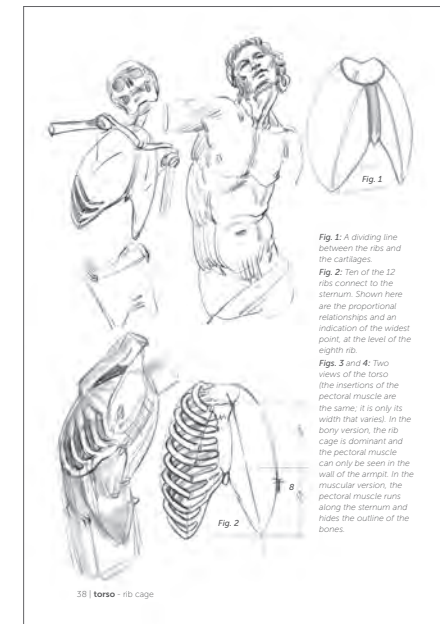 Fig. 1
Fig. 1: A dividing line
between the ribs and
the cartilages.
Fig. 2: Ten of the 12
ribs connect to the
sternum. Shown here
are the proportional
relationships and an
indication of the widest
point, at the level of the
eighth rib.
Figs. 3 and 4: Two
views of the torso
(the insertions of the
pectoral muscle are
the same; it is only its
width that varies). In the
bony version, the rib
cage is dominant and
the pectoral muscle
can only be seen in the
wall of the armpit. In the
muscular version, the
pectoral muscle runs
along the sternum and
hides the outline of the
bones.
8
Fig. 2
38 | torso - rib cage